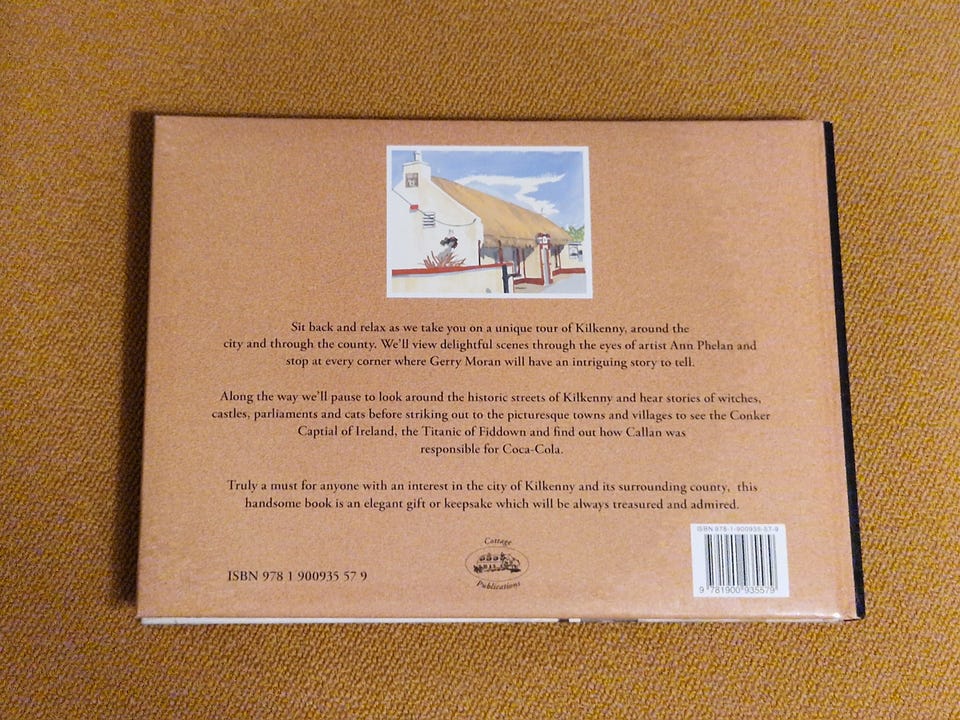 Sit back and relax as we take you on a unique tour of Kilkenny, around the
city and through the county. We'll view delightful scenes through the eyes of artist Ann Phelan and
stop at every corner where Gerry Moran will have an intriguing story to tell.
Along the way we'll pause to look around the historic streets of Kilkenny and hear stories of witches,
castles, parliaments and cats before striking out to the picturesque towns and villages to see the Conker
Captial of Ireland, the Titanic of Fiddown and find out how Callan was
responsible for Coca-Cola.
Truly a must for anyone with an interest in the city of Kilkenny and its surrounding county, this
handsome book is an elegant gift or keepsake which will be always treasured and admired.
ISBN 978 1 900935 57 9
Cottage
Publications
ISBN 978-1-900935-57-9
9 781900 935579